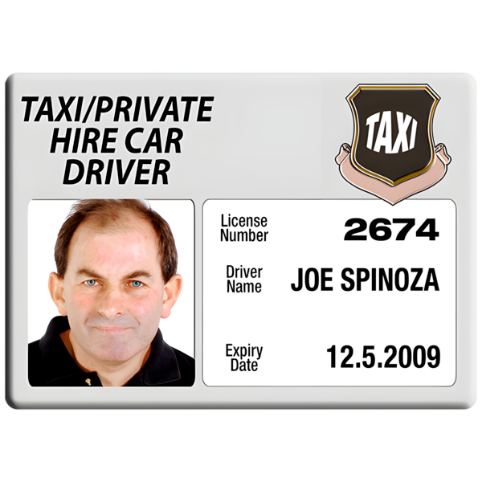 TAXI/PRIVATE
HIRE CAR
DRIVER
TAXI
License
Number
2674
Driver
Name
JOE SPINOZA
Expiry
Date
12.5.2009